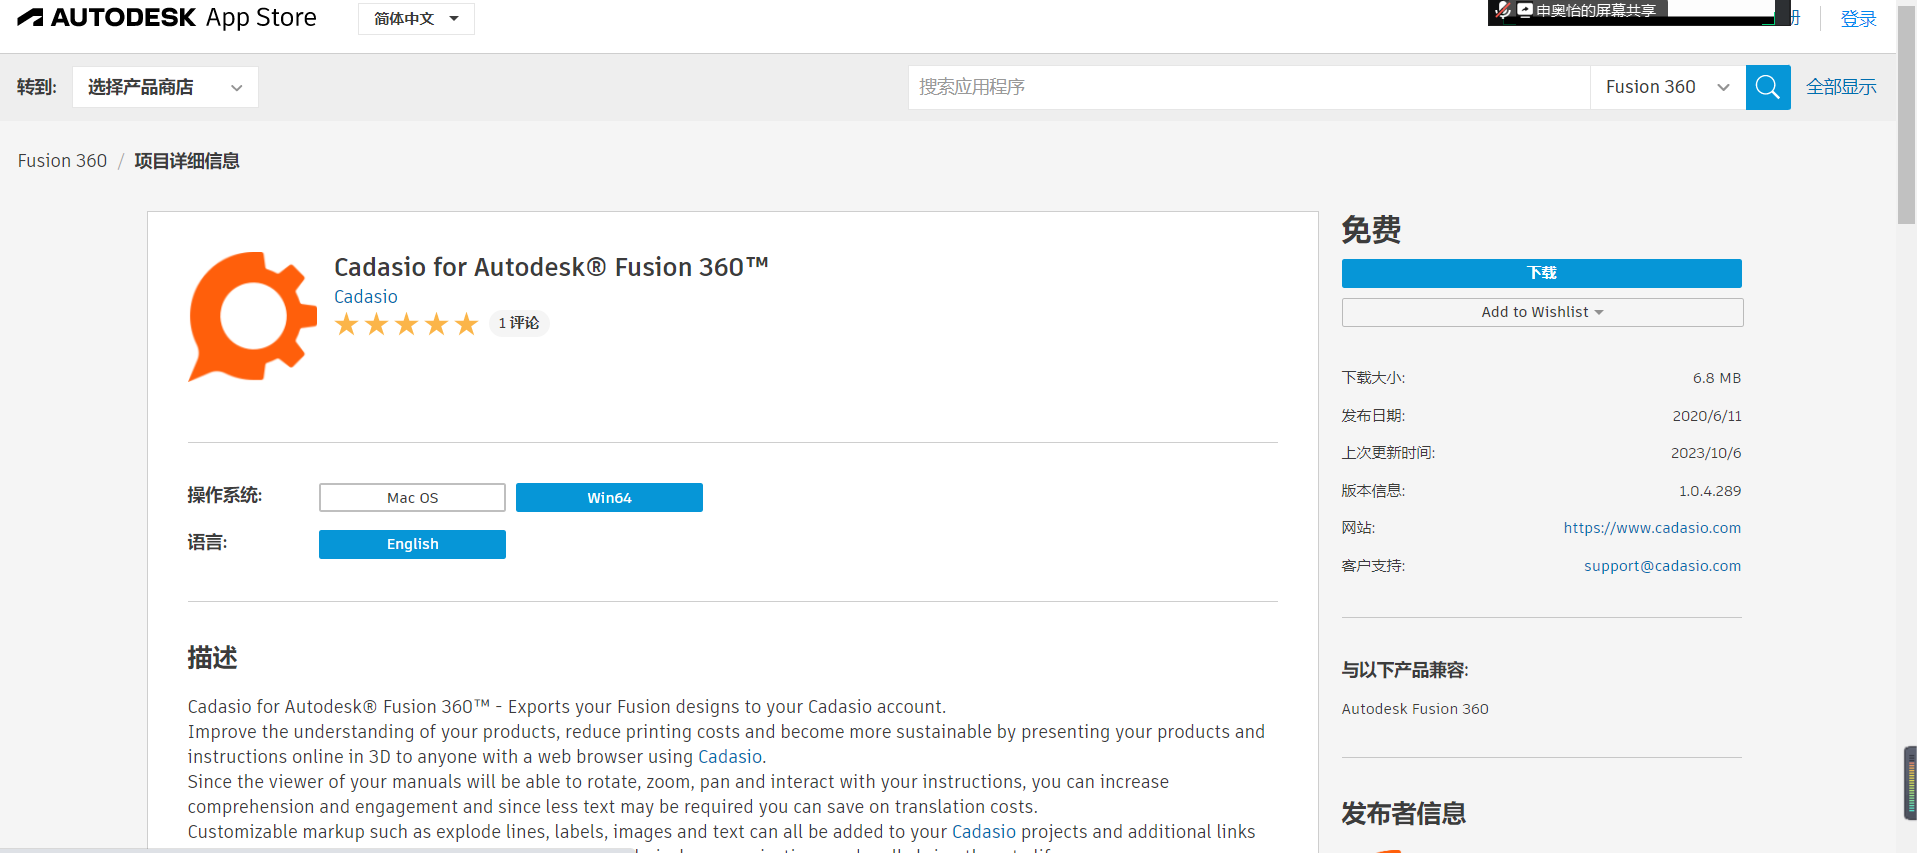 AUTODESK App Store
简体中文
申奥怡的屏幕共享
册
登录
转到:
选择产品商店
搜索应用程序
Fusion 360
全部显示
Fusion 360 / 项目详细信息
Cadasio for Autodesk® Fusion 360™
Cadasio
1 评论
操作系统:
Mac OS
Win64
语言:
English
描述
Cadasio for Autodesk® Fusion 360™ - Exports your Fusion designs to your Cadasio account.
Improve the understanding of your products, reduce printing costs and become more sustainable by presenting your products and
instructions online in 3D to anyone with a web browser using Cadasio.
Since the viewer of your manuals will be able to rotate, zoom, pan and interact with your instructions, you can increase
comprehension and engagement and since less text may be required you can save on translation costs.
Customizable markup such as explode lines, labels, images and text can all be added to your Cadasio projects and additional links
免费
下载
Add to Wishlist
下载大小: 6.8 MB
发布日期: 2020/6/11
上次更新时间: 2023/10/6
版本信息: 1.0.4.289
网站: https://www.cadasio.com
客户支持: support@cadasio.com
与以下产品兼容:
Autodesk Fusion 360
发布者信息